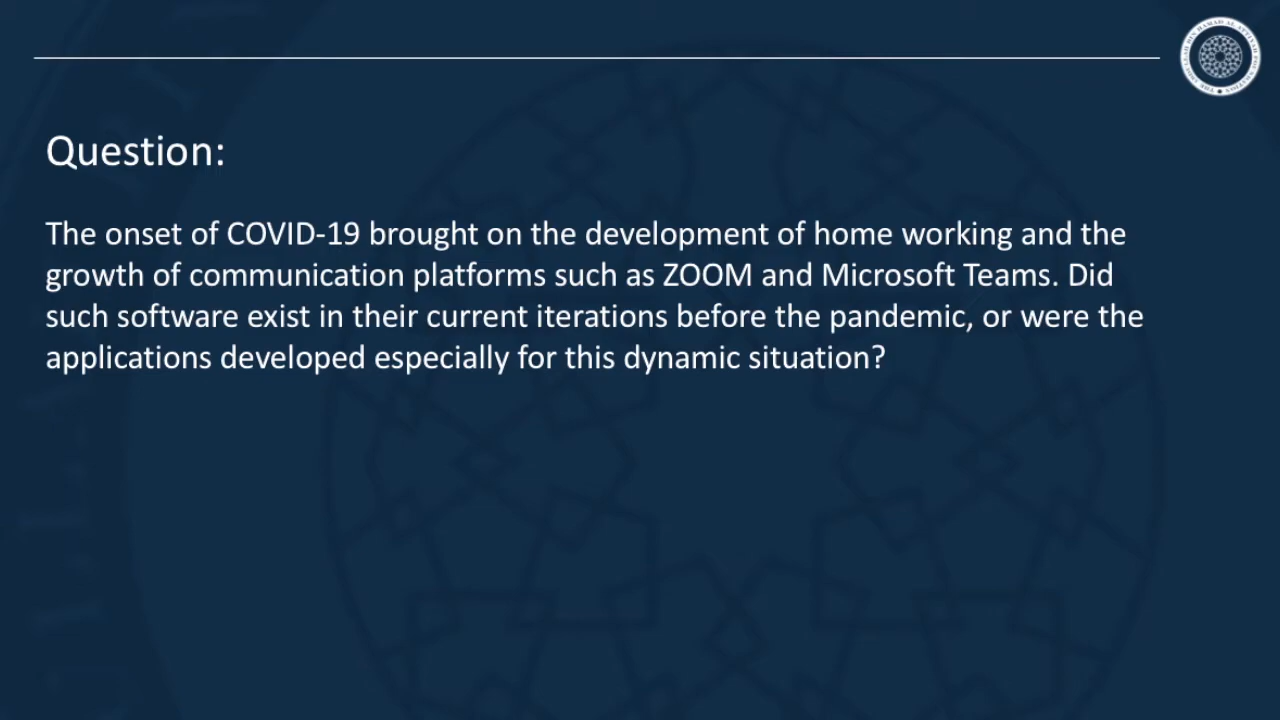 Question:
The onset of COVID-19 brought on the development of home working and the
growth of communication platforms such as ZOOM and Microsoft Teams. Did
such software exist in their current iterations before the pandemic, or were the
applications developed especially for this dynamic situation?